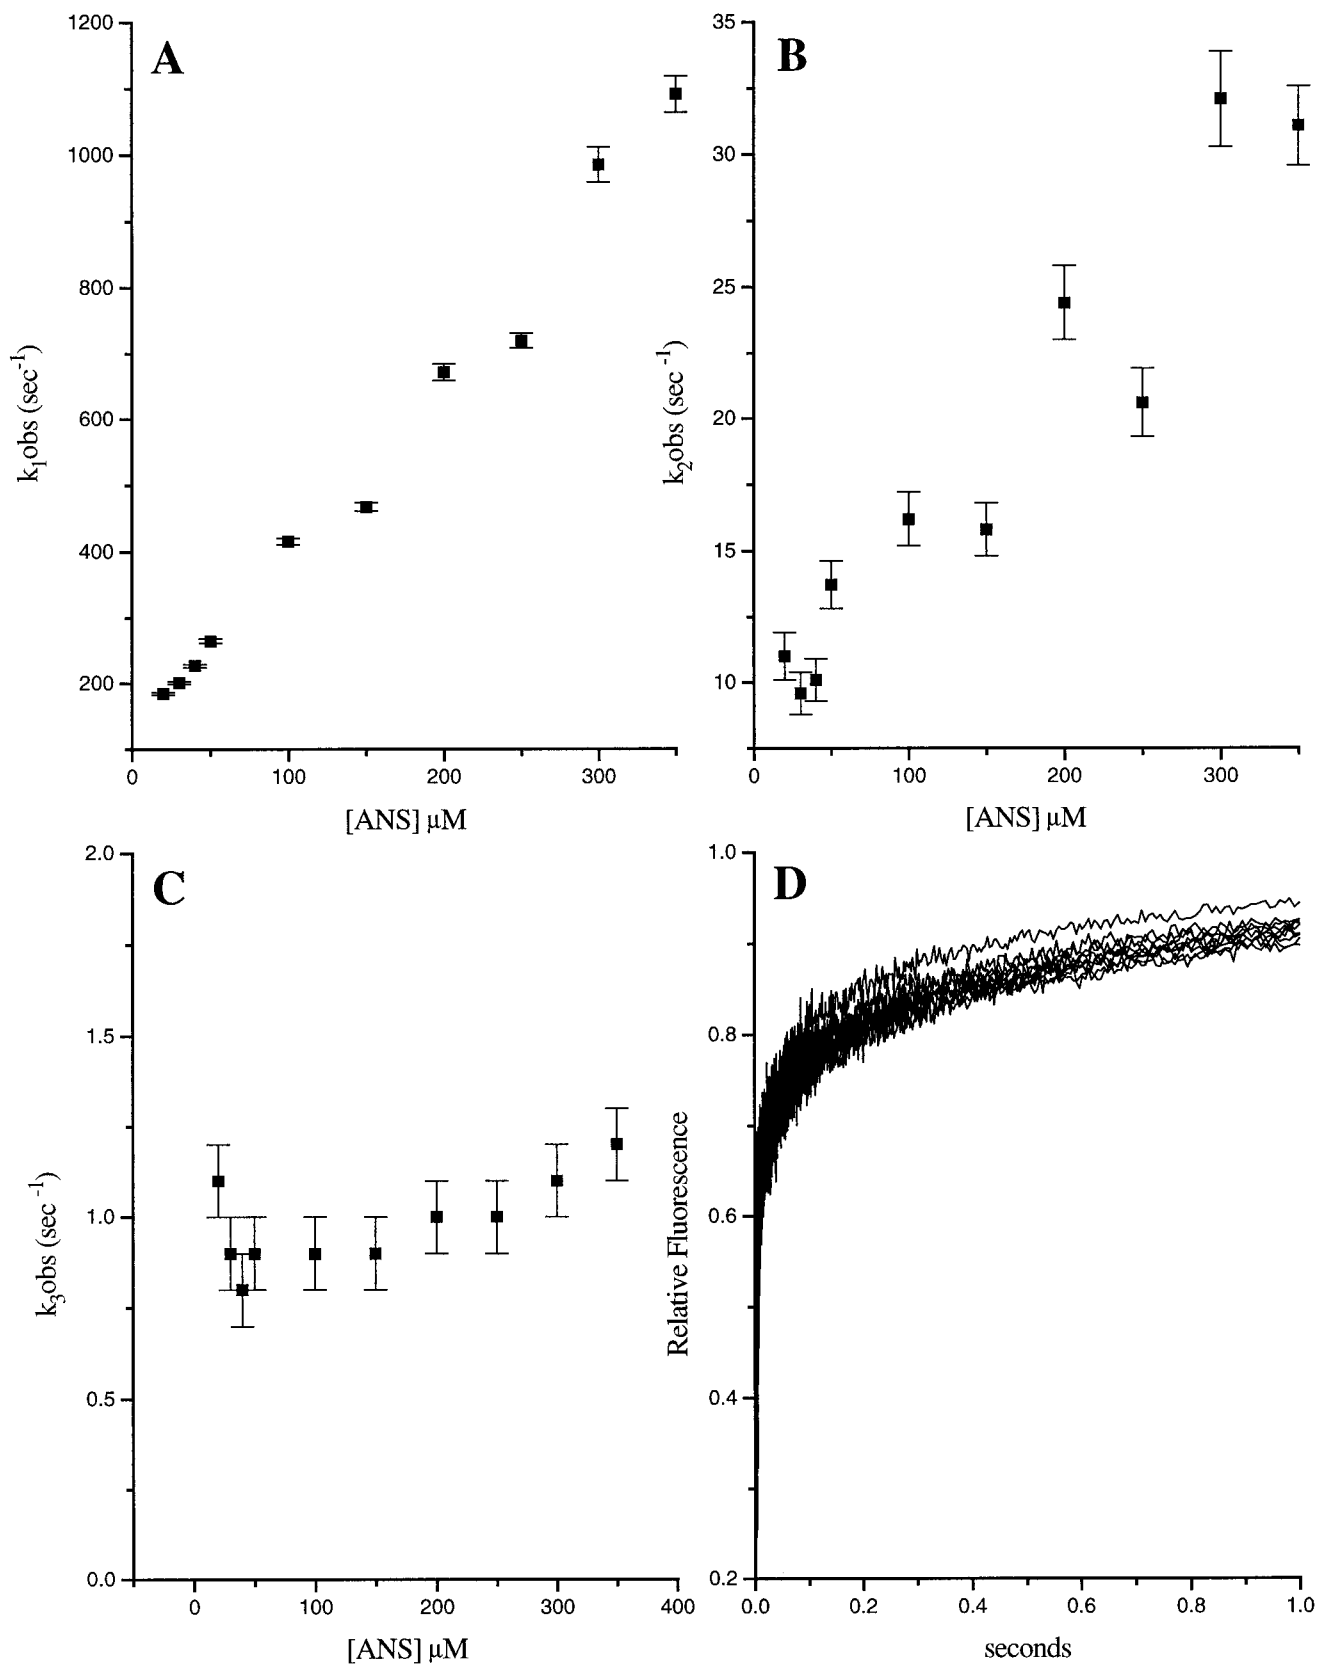 A
1200
1000
800
600
400
200
k1obs (sec-1)
0 100 200 300
[ANS] μM
B
35
30
25
20
15
10
k2obs (sec-1)
0 100 200 300
[ANS] μM
C
2.0
1.5
1.0
0.5
0.0
k3obs (sec-1)
0 100 200 300 400
[ANS] μM
D
1.0
0.8
0.6
0.4
0.2
Relative Fluorescence
0.0 0.2 0.4 0.6 0.8 1.0
seconds